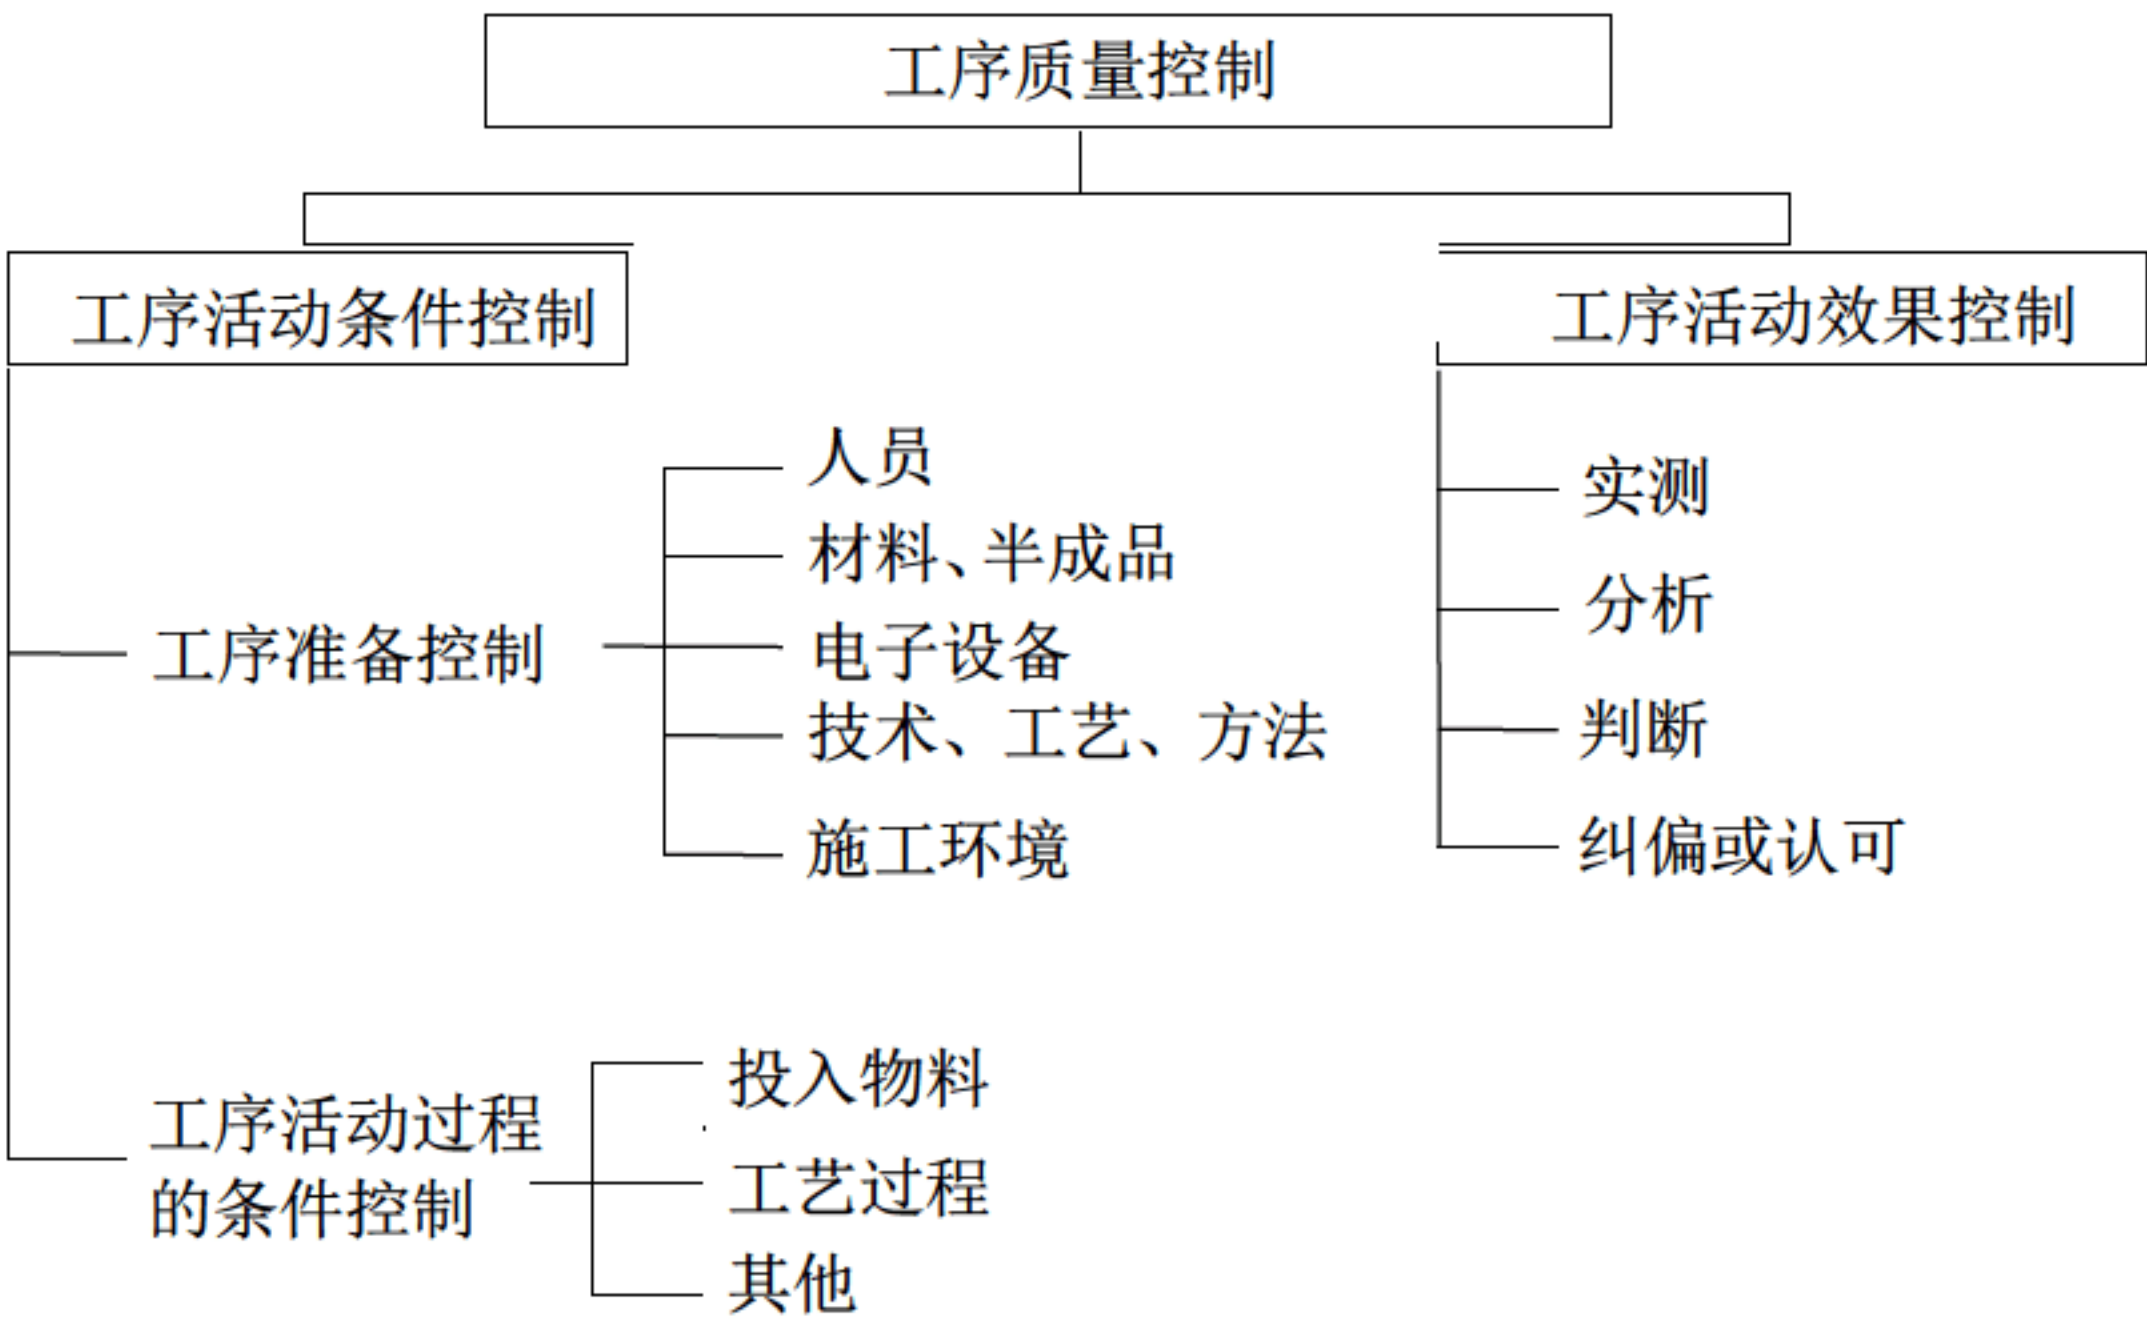 工序质量控制
工序活动条件控制
工序活动效果控制
工序准备控制
人员
材料、半成品
电子设备
技术、工艺、方法
施工环境
工序活动过程
的条件控制
投入物料
工艺过程
其他
实测
分析
判断
纠偏或认可